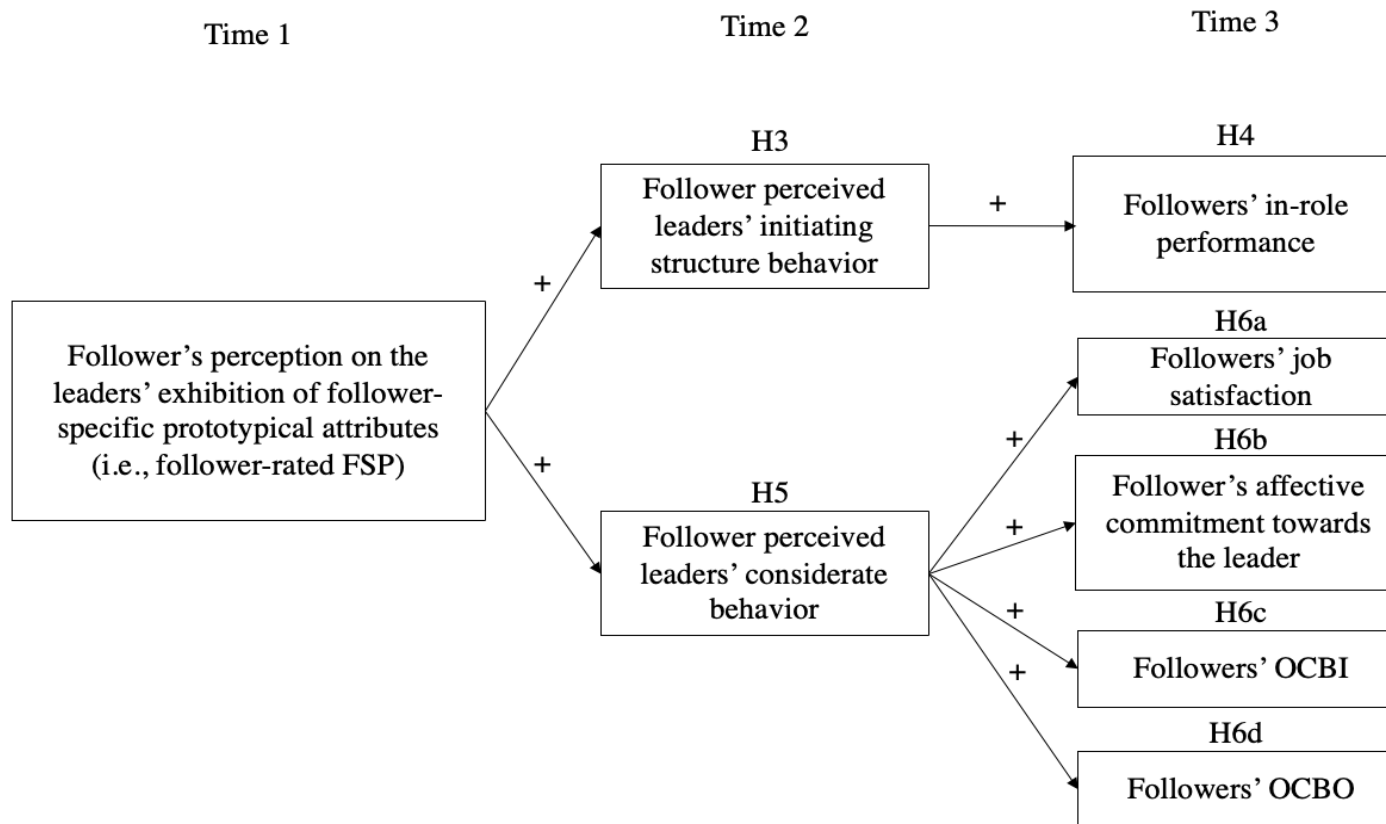 Time 1
Time 2
Time 3
H3
Follower perceived
leaders’ initiating
structure behavior
+
H4
Followers’ in-role
performance
+
Follower’s perception on the
leaders’ exhibition of follower-
specific prototypical attributes
(i.e., follower-rated FSP)
+
H5
Follower perceived
leaders’ considerate
behavior
H6a
Followers’ job
satisfaction
+
H6b
Follower’s affective
commitment towards
the leader
+
H6c
Followers’ OCBI
+
H6d
Followers’ OCBO
+